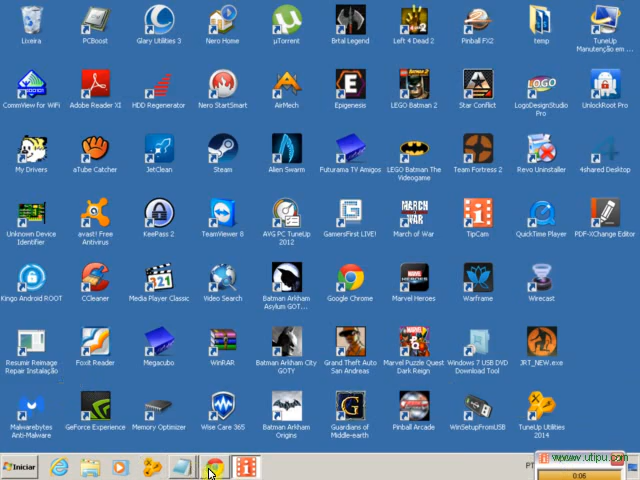 Lixeira
PCBoost
Glary Utilities 3
Nero Home
µTorrent
Brtal Legend
Left 4 Dead 2
Pinball FX2
temp
TuneUp
Manutenção em ...
CommView for WiFi
Adobe Reader XI
HDD Regenerator
Nero StartSmart
AirMech
Epigenesis
LEGO Batman 2
Star Conflict
LOGO
LogoDesignStudio
Pro
UnlockRoot Pro
My Drivers
aTube Catcher
JetClean
Steam
Alien Swarm
Futurama TV Amigos
LEGO Batman The
Videogame
Team Fortress 2
Revo Uninstaller
4shared Desktop
Unknown Device
Identifier
avast! Free
Antivirus
KeePass 2
TeamViewer 8
AVG PC TuneUp
2012
GamersFirst LIVE!
MARCH
WAR
March of War
TipCam
QuickTime Player
PDF-XChange Editor
Kingo Android ROOT
CCleaner
321
Media Player Classic
Video Search
Batman Arkham
Asylum GOT...
Google Chrome
MARVEL
HEROES
Marvel Heroes
Warframe
Wirecast
Resumir Reimage
Repair Instalação
Foxit Reader
Megacubo
WinRAR
Batman Arkham City
GOTY
Grand Theft Auto
San Andreas
Marvel Puzzle Quest
Dark Reign
Windows 7 USB DVD
Download Tool
JRT_NEW.exe
Malwarebytes
Anti-Malware
GeForce Experience
Memory Optimizer
Wise Care 365
Batman Arkham
Origins
Guardians of
Middle-earth
Pinball Arcade
WinSetupFromUSB
TuneUp Utilities
2014
Iniciar
PT
www.utipu.com
0:06